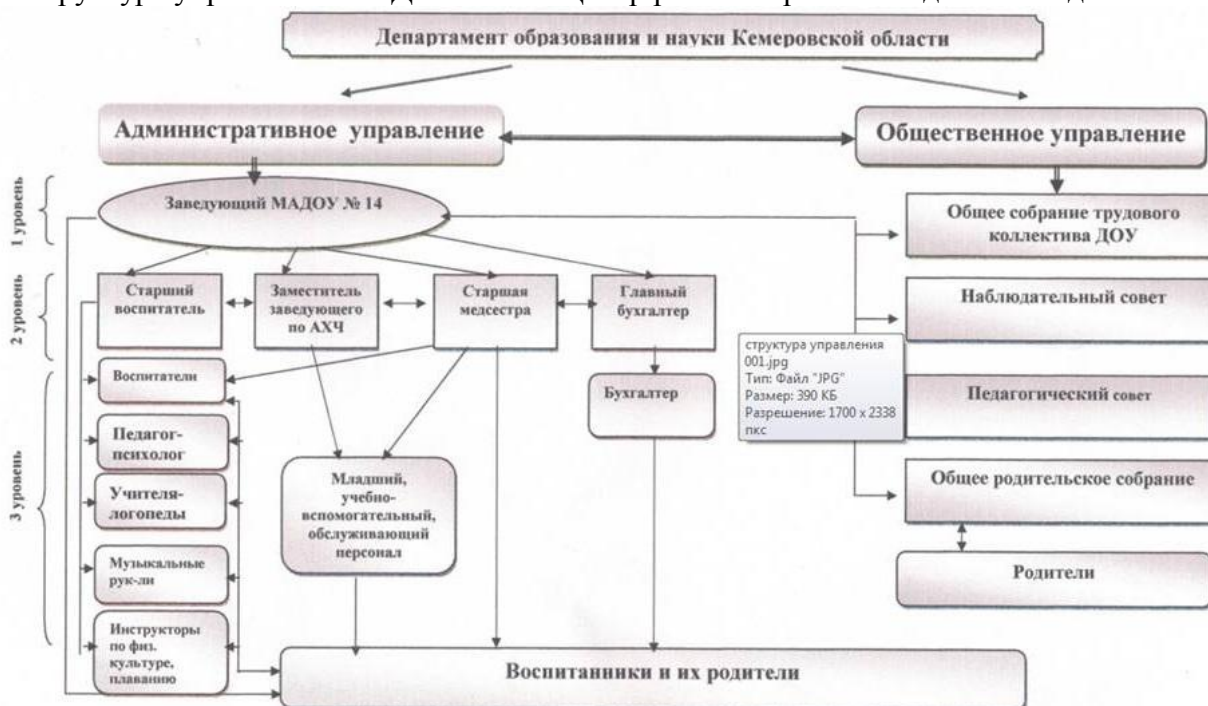 Департамент образования и науки Кемеровской области
Административное управление
Общественное управление
1 уровень
Заведующий МАДОУ № 14
Общее собрание трудового
коллектива ДОУ
2 уровень
Старший
воспитатель
Заместитель
заведующего
по АХЧ
Старшая
медсестра
Главный
бухгалтер
Наблюдательный совет
структура управления
001.jpg
Тип: Файл "JPG"
Размер: 390 КБ
Разрешение: 1700 x 2338
пкс
3 уровень
Воспитатели
Бухгалтер
Педагогический совет
Педагог-
психолог
Младший,
учебно-
вспомогательный,
обслуживающий
персонал
Общее родительское собрание
Учителя-
логопеды
Музыкальные
рук-ли
Родители
Инструкторы
по физ.
культуре,
плаванию
Воспитанники и их родители